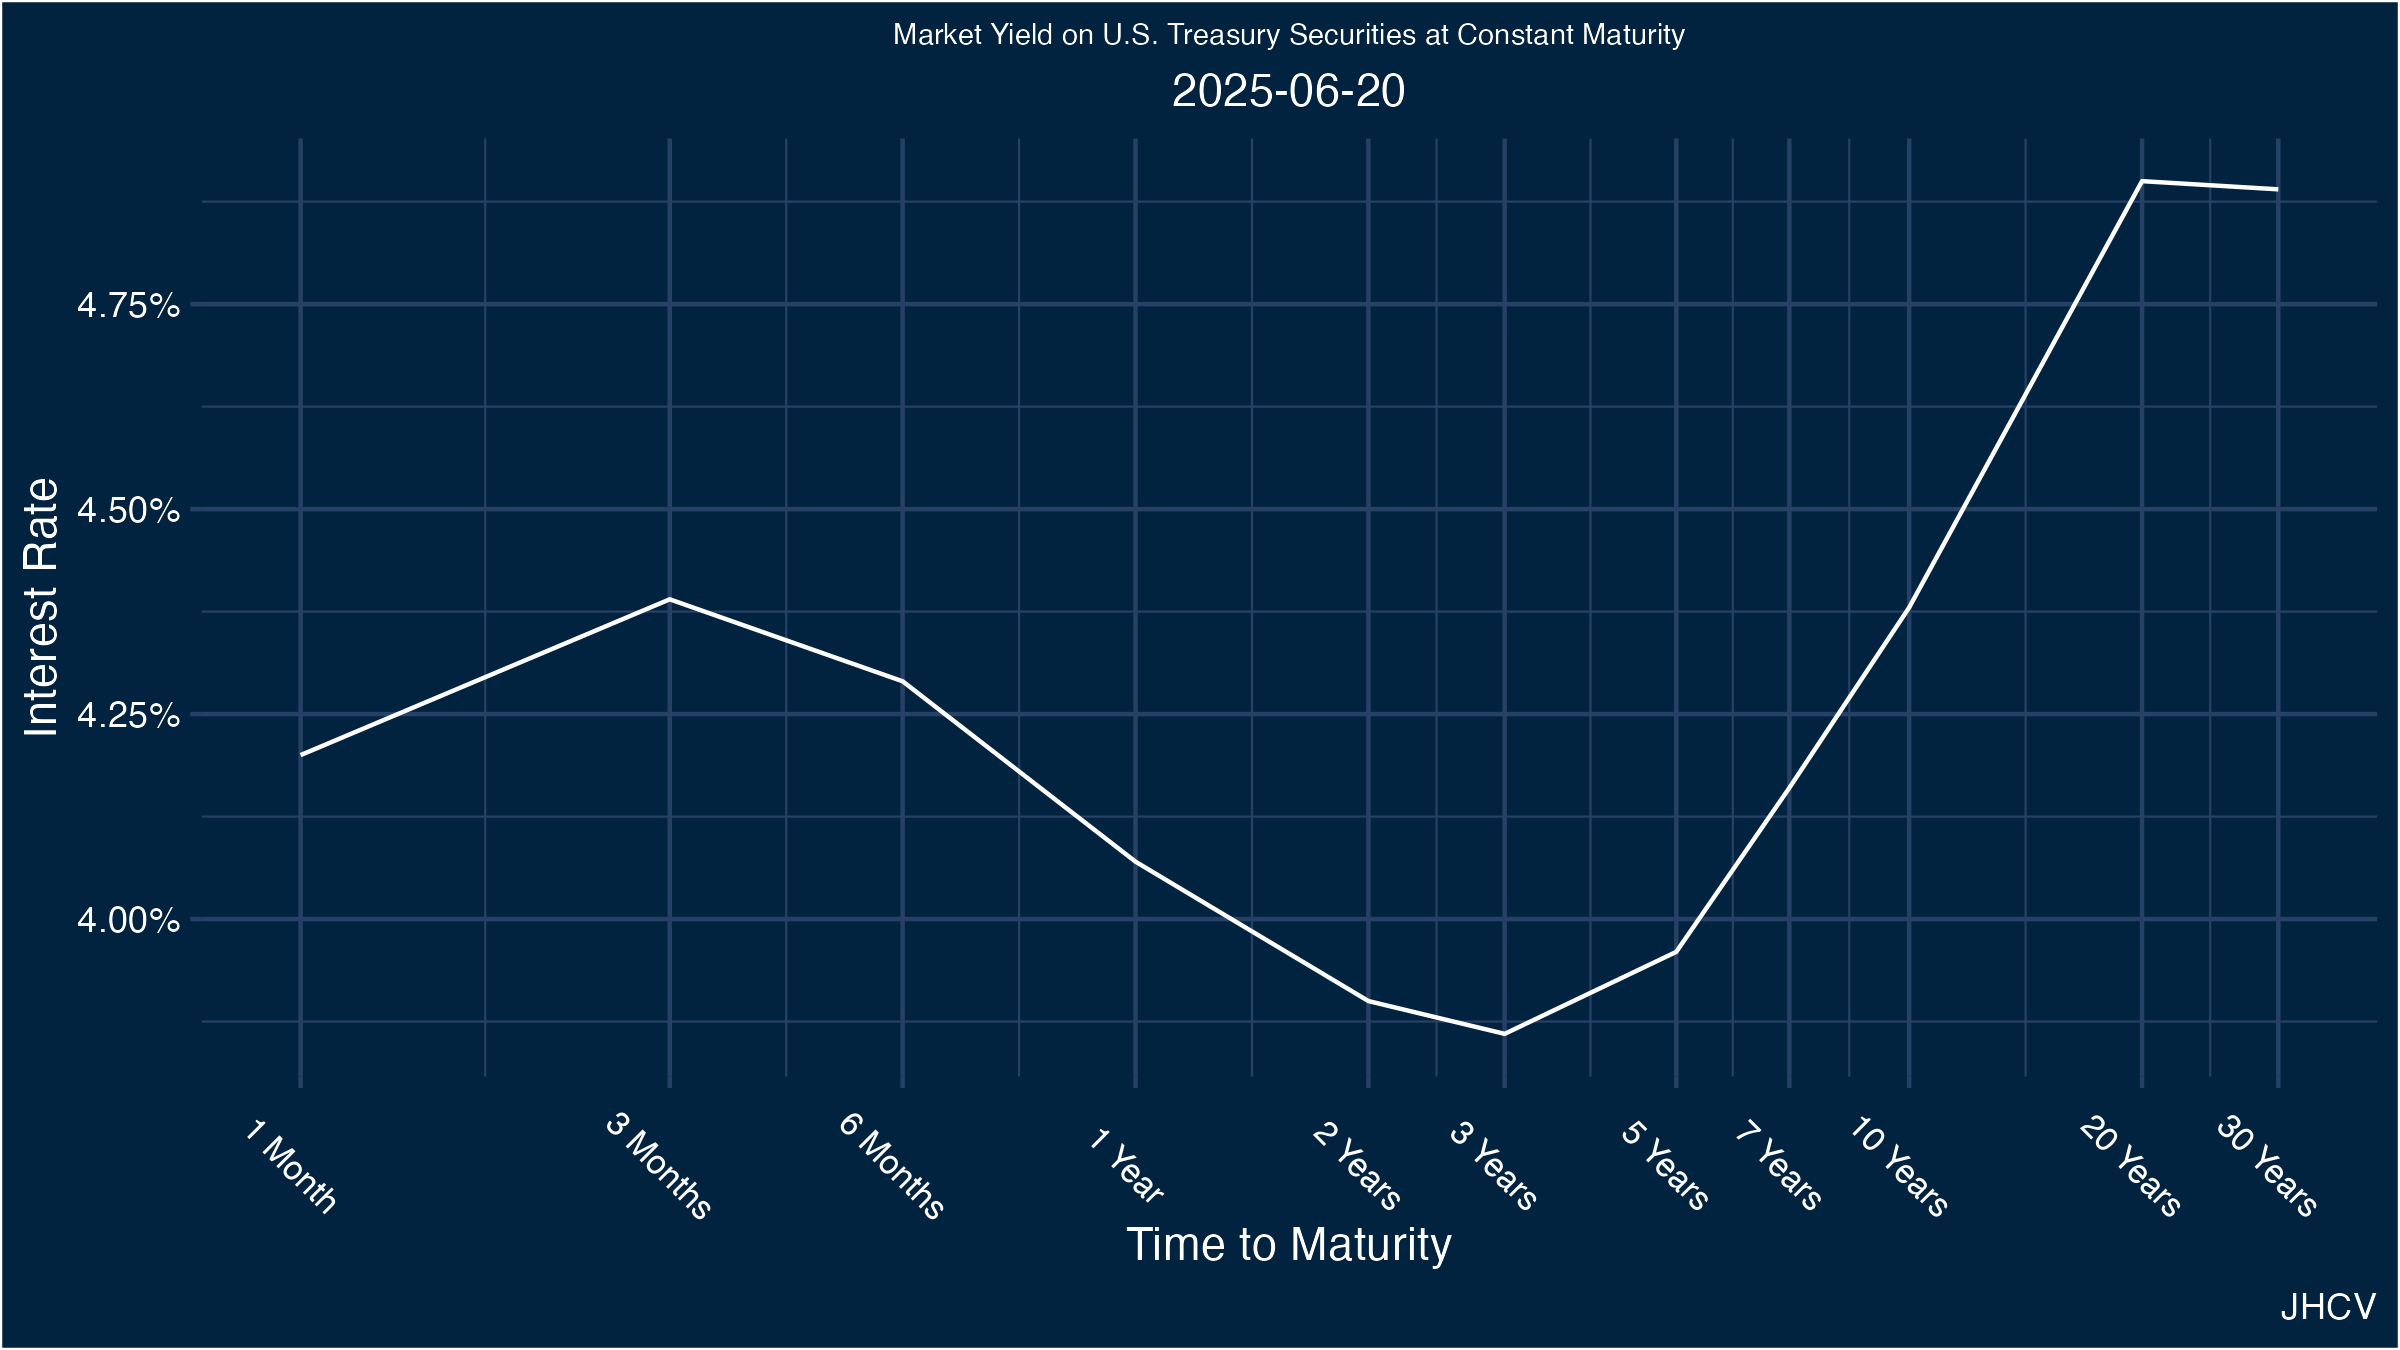 Market Yield on U.S. Treasury Securities at Constant Maturity
2025-06-20
Interest Rate
4.75%
4.50%
4.25%
4.00%
1 Month
3 Months
6 Months
1 Year
2 Years
3 Years
5 Years
7 Years
10 Years
20 Years
30 Years
Time to Maturity
JHCV